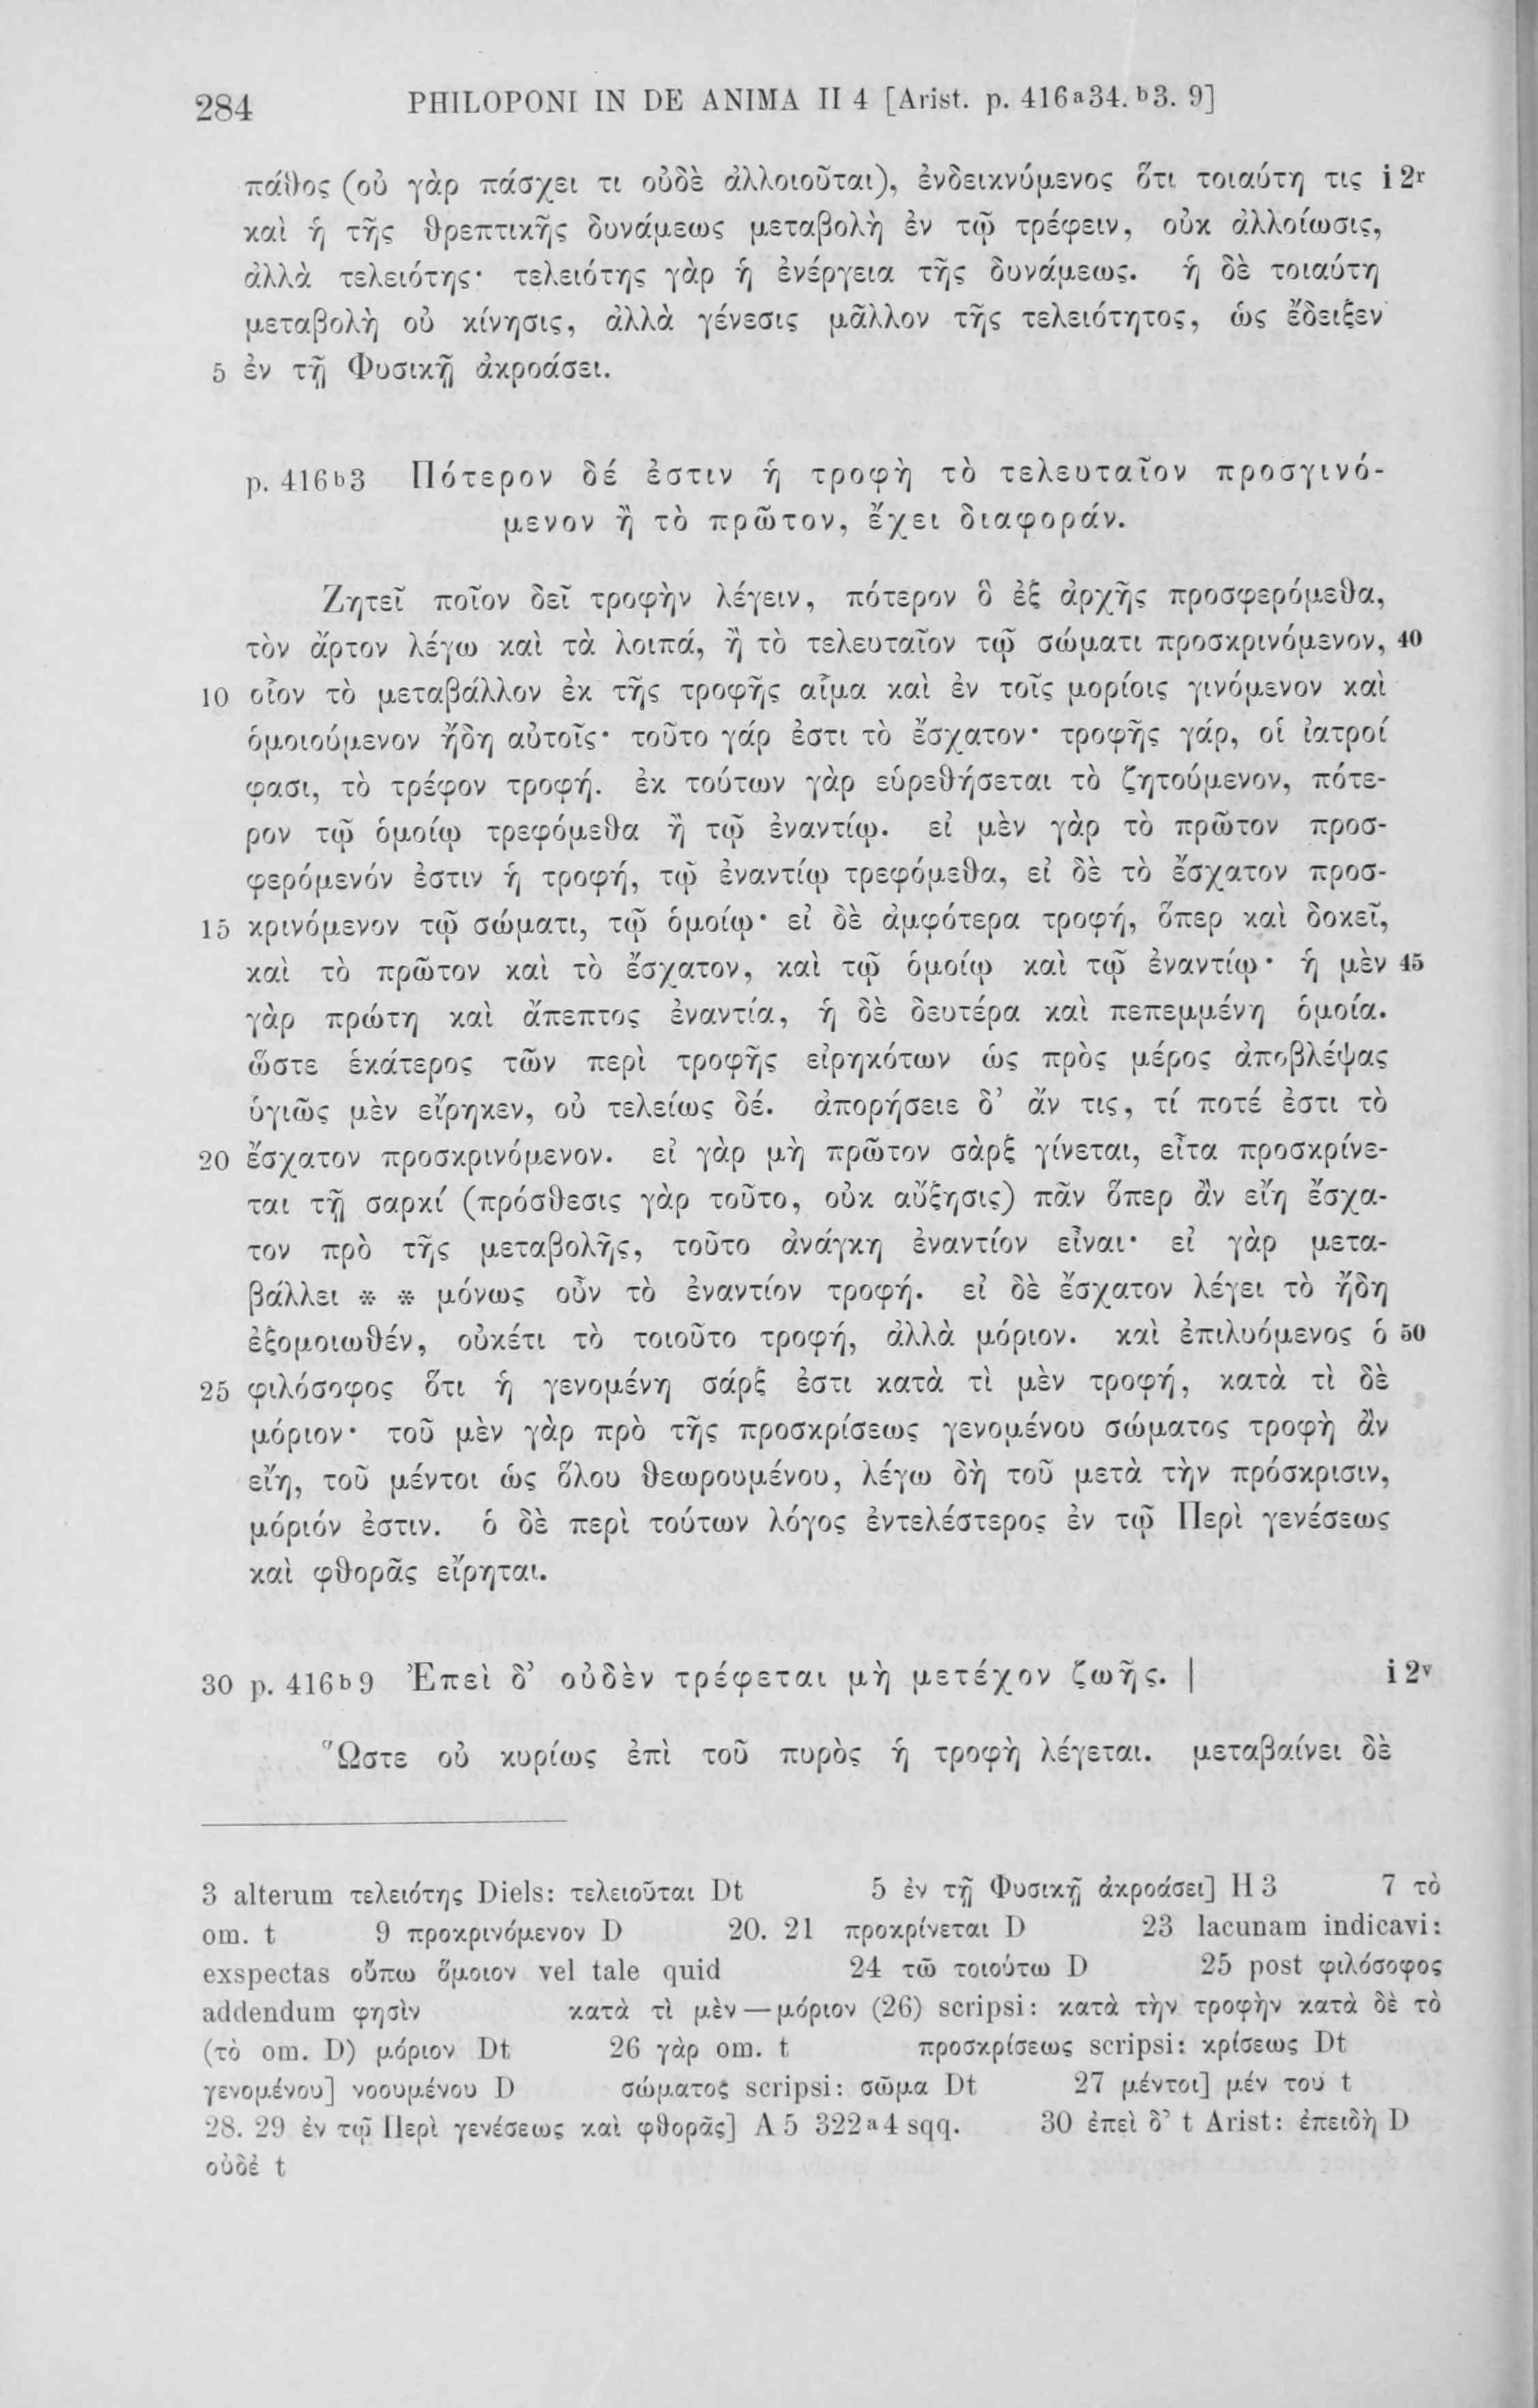 284 PHILOPONI IN DE ANIMA II 4 [Arist. p. 416a34. b3. 9]
πάθος (οὐ γὰρ πάσχει τι οὐδὲ ἀλλοιοῦται), ἐνδεικνύμενος ὅτι τοιαύτη τις i 2r
καὶ ἡ τῆς θρεπτικῆς δυνάμεως μεταβολὴ ἐν τῷ τρέφειν, οὐκ ἀλλοίωσις,
ἀλλὰ τελειότης· τελειότης γὰρ ἡ ἐνέργεια τῆς δυνάμεως. ἡ δὲ τοιαύτη
μεταβολὴ οὐ κίνησις, ἀλλὰ γένεσις μᾶλλον τῆς τελειότητος, ὡς ἔδειξεν
5 ἐν τῇ Φυσικῇ ἀκροάσει.
p. 416b3 Πότερον δέ ἐστιν ἡ τροφὴ τὸ τελευταῖον προσγινό-
μενον ἢ τὸ πρῶτον, ἔχει διαφοράν.
Ζητεῖ ποῖον δεῖ τροφὴν λέγειν, πότερον ὃ ἐξ ἀρχῆς προσφερόμεθα,
τὸν ἄρτον λέγω καὶ τὰ λοιπά, ἢ τὸ τελευταῖον τῷ σώματι προσκρινόμενον, 40
10 οἷον τὸ μεταβάλλον ἐκ τῆς τροφῆς αἷμα καὶ ἐν τοῖς μορίοις γινόμενον καὶ
ὁμοιούμενον ἤδη αὐτοῖς· τοῦτο γάρ ἐστι τὸ ἔσχατον· τροφῆς γάρ, οἱ ἰατροί
φασι, τὸ τρέφον τροφή. ἐκ τούτων γὰρ εὑρεθήσεται τὸ ζητούμενον, πότε-
ρον τῷ ὁμοίῳ τρεφόμεθα ἢ τῷ ἐναντίῳ. εἰ μὲν γὰρ τὸ πρῶτον προσ-
φερόμενόν ἐστιν ἡ τροφή, τῷ ἐναντίῳ τρεφόμεθα, εἰ δὲ τὸ ἔσχατον προσ-
15 κρινόμενον τῷ σώματι, τῷ ὁμοίῳ· εἰ δὲ ἀμφότερα τροφή, ὅπερ καὶ δοκεῖ,
καὶ τὸ πρῶτον καὶ τὸ ἔσχατον, καὶ τῷ ὁμοίῳ καὶ τῷ ἐναντίῳ· ἡ μὲν 45
γὰρ πρώτη καὶ ἄπεπτος ἐναντία, ἡ δὲ δευτέρα καὶ πεπεμμένη ὁμοία.
ὥστε ἑκάτερος τῶν περὶ τροφῆς εἰρηκότων ὡς πρὸς μέρος ἀποβλέψας
ὑγιῶς μὲν εἴρηκεν, οὐ τελείως δέ. ἀπορήσειε δ’ ἄν τις, τί ποτέ ἐστι τὸ
20 ἔσχατον προσκρινόμενον. εἰ γὰρ μὴ πρῶτον σὰρξ γίνεται, εἶτα προσκρίνε-
ται τῇ σαρκί (πρόσθεσις γὰρ τοῦτο, οὐκ αὔξησις) πᾶν ὅπερ ἂν εἴη ἔσχα-
τον πρὸ τῆς μεταβολῆς, τοῦτο ἀνάγκη ἐναντίον εἶναι· εἰ γὰρ μετα-
βάλλει * * μόνως οὖν τὸ ἐναντίον τροφή. εἰ δὲ ἔσχατον λέγει τὸ ἤδη
ἐξομοιωθέν, οὐκέτι τὸ τοιοῦτο τροφή, ἀλλὰ μόριον. καὶ ἐπιλυόμενος ὁ 50
25 φιλόσοφος ὅτι ἡ γενομένη σάρξ ἐστι κατὰ τὶ μὲν τροφή, κατὰ τὶ δὲ
μόριον· τοῦ μὲν γὰρ πρὸ τῆς προσκρίσεως γενομένου σώματος τροφὴ ἂν
εἴη, τοῦ μέντοι ὡς ὅλου θεωρουμένου, λέγω δὴ τοῦ μετὰ τὴν πρόσκρισιν,
μόριόν ἐστιν. ὁ δὲ περὶ τούτων λόγος ἐντελέστερος ἐν τῷ Περὶ γενέσεως
καὶ φθορᾶς εἴρηται.
30 p. 416b9 Ἐπεὶ δ’ οὐδὲν τρέφεται μὴ μετέχον ζωῆς. | i 2v
Ὥστε οὐ κυρίως ἐπὶ τοῦ πυρὸς ἡ τροφὴ λέγεται. μεταβαίνει δὲ
3 alterum τελειότης Diels: τελειοῦται Dt 5 ἐν τῇ Φυσικῇ ἀκροάσει] H 3 7 τὸ
om. t 9 προκρινόμενον D 20. 21 προκρίνεται D 23 lacunam indicavi:
exspectas οὔπω ὅμοιον vel tale quid 24 τῶ τοιούτω D 25 post φιλόσοφος
addendum φησὶν κατὰ τὶ μὲν — μόριον (26) scripsi: κατὰ τὴν τροφὴν κατὰ δὲ τὸ
(τὸ om. D) μόριον Dt 26 γὰρ om. t προσκρίσεως scripsi: κρίσεως Dt
γενομένου] νοουμένου D σώματος scripsi: σῶμα Dt 27 μέντοι] μέν του t
28. 29 ἐν τῷ Περὶ γενέσεως καὶ φθορᾶς] A 5 322a4 sqq. 30 ἐπεὶ δ’ t Arist: ἐπειδὴ D
οὐδέ t